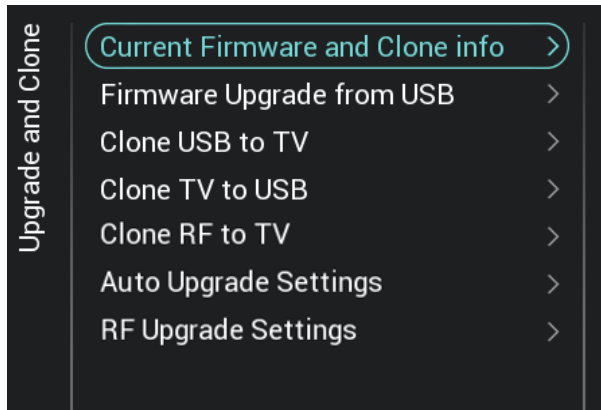 Upgrade and Clone
Current Firmware and Clone info
Firmware Upgrade from USB
Clone USB to TV
Clone TV to USB
Clone RF to TV
Auto Upgrade Settings
RF Upgrade Settings